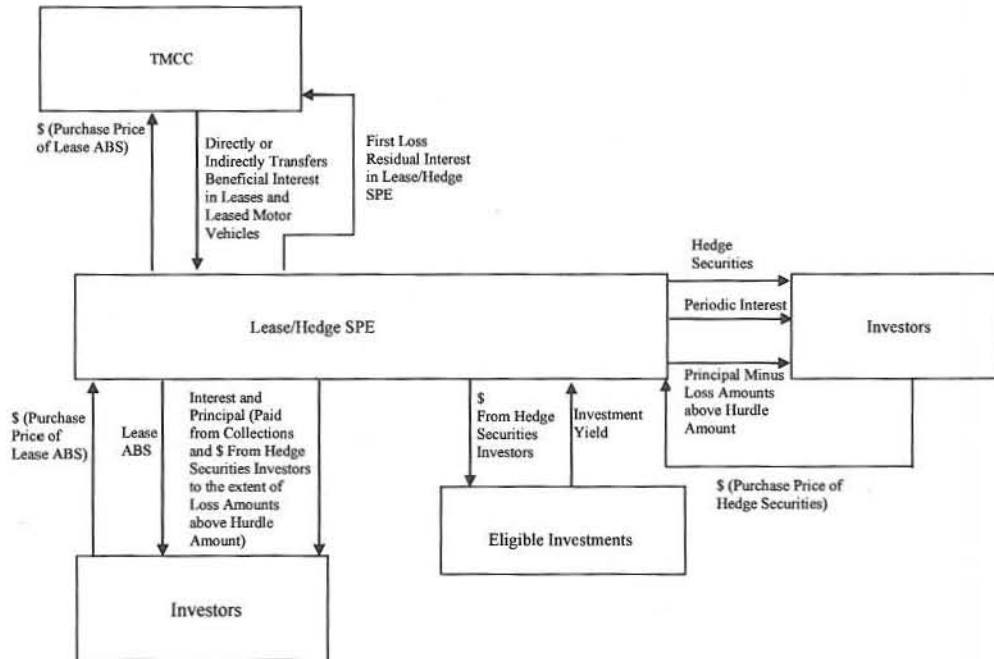 TMCC
$ (Purchase Price
of Lease ABS)
Directly or
Indirectly Transfers
Beneficial Interest
in Leases and
Leased Motor
Vehicles
First Loss
Residual Interest
in Lease/Hedge
SPE
Lease/Hedge SPE
Hedge
Securities
Periodic Interest
Principal Minus
Loss Amounts
above Hurdle
Amount
Investors
$ (Purchase Price of
Hedge Securities)
$ (Purchase
Price of
Lease ABS)
Lease
ABS
Interest and
Principal (Paid
from Collections
and $ From Hedge
Securities Investors
to the extent of
Loss Amounts
above Hurdle
Amount)
$
From Hedge
Securities
Investors
Investment
Yield
Eligible Investments
Investors